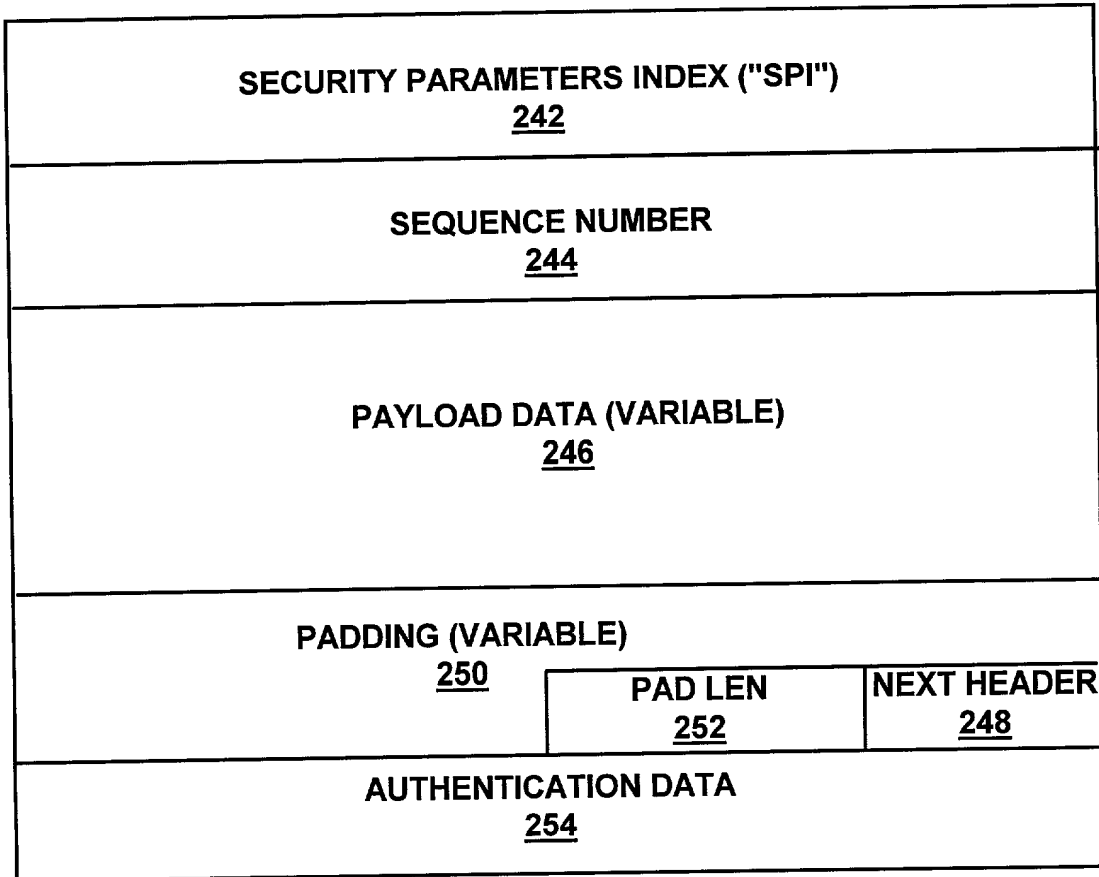 SECURITY PARAMETERS INDEX ("SPI")
242
SEQUENCE NUMBER
244
PAYLOAD DATA (VARIABLE)
246
PADDING (VARIABLE)
250
PAD LEN
252
NEXT HEADER
248
AUTHENTICATION DATA
254